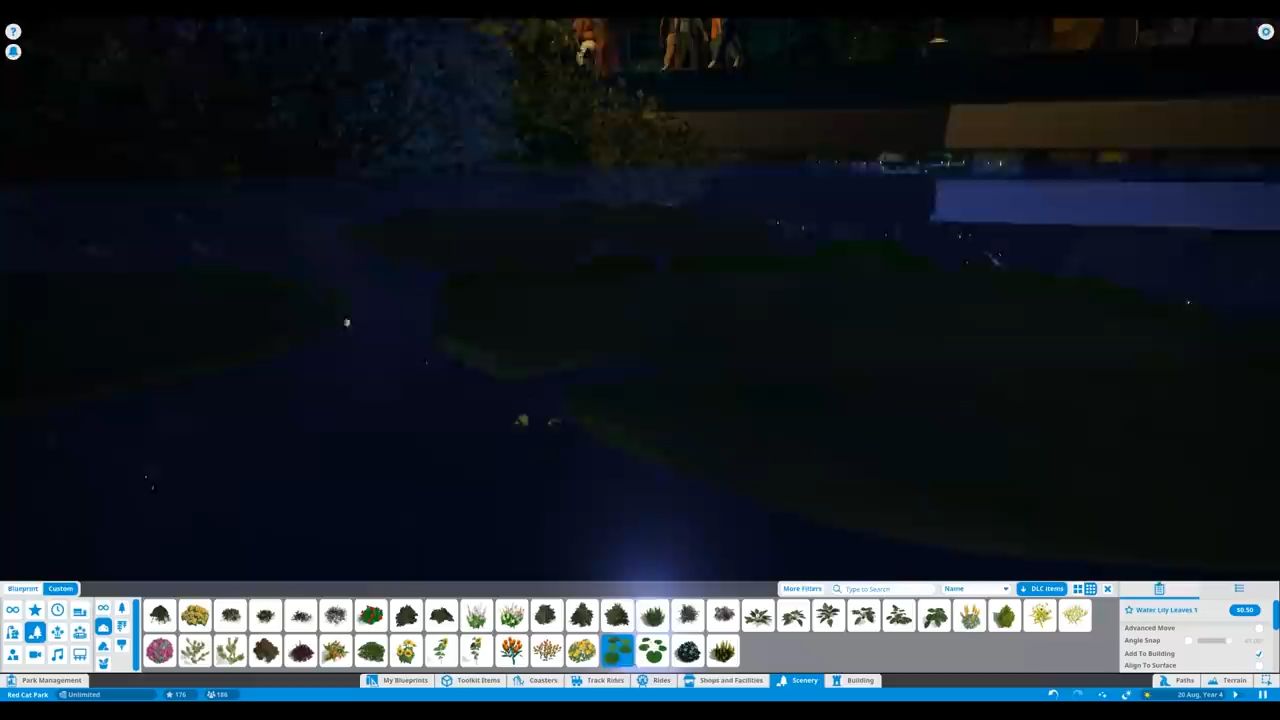 Blueprint Custom More Filters Type to Search Name DLC items
Water Lily Leaves 1 $0.50
Advanced Move
Angle Snap
Add To Building
Align To Surface
Park Management My Blueprints Toolkit Items Coasters Track Rides Rides Shops and Facilities Scenery Building Paths Terrain
Red Cat Park Unlimited 176 186 20 Aug, Year 4